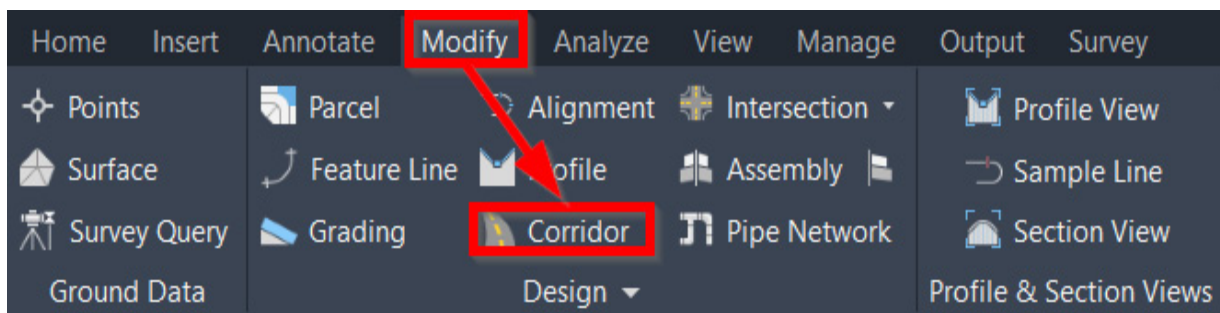 Home Insert Annotate Modify Analyze View Manage Output Survey
Points Parcel Alignment Intersection Profile View
Surface Feature Line ofile Assembly Sample Line
Survey Query Grading Corridor Pipe Network Section View
Ground Data Design Profile & Section Views